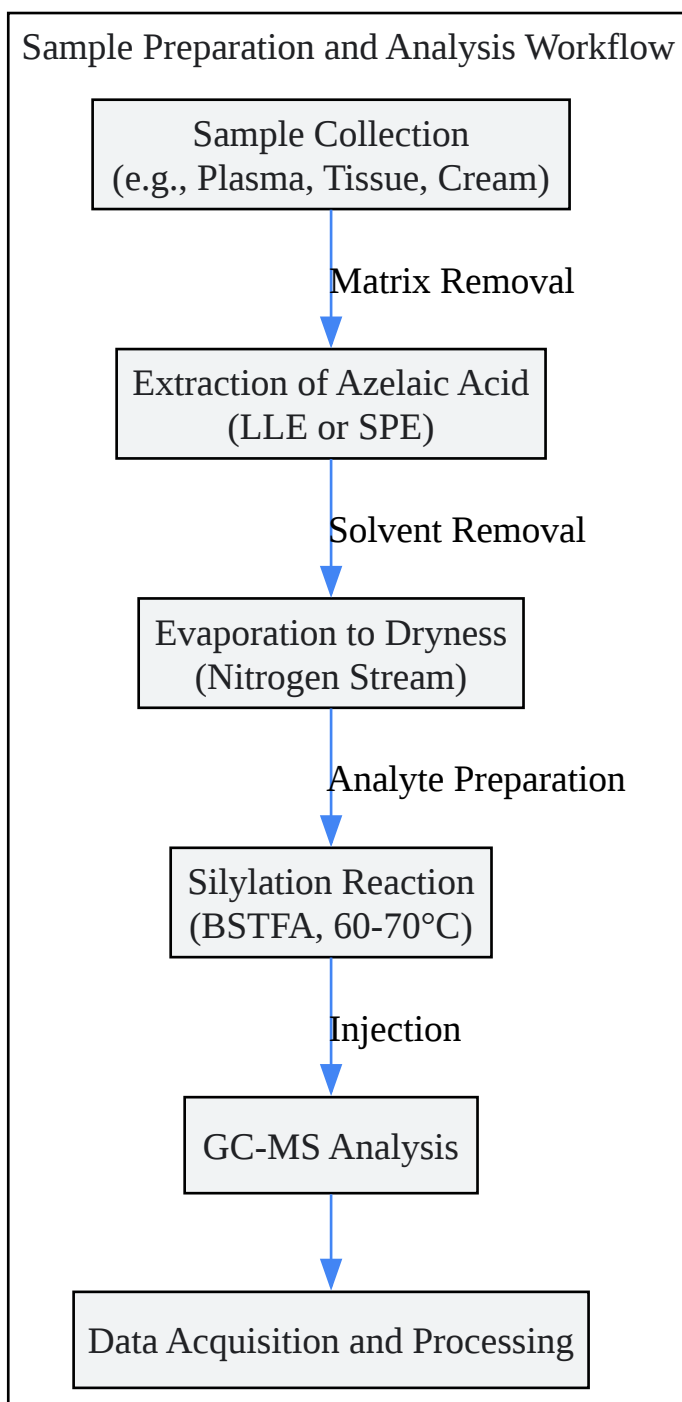 Sample Preparation and Analysis Workflow
Sample Collection
(e.g., Plasma, Tissue, Cream)
Matrix Removal
Extraction of Azelaic Acid
(LLE or SPE)
Solvent Removal
Evaporation to Dryness
(Nitrogen Stream)
Analyte Preparation
Silylation Reaction
(BSTFA, 60-70°C)
Injection
GC-MS Analysis
Data Acquisition and Processing